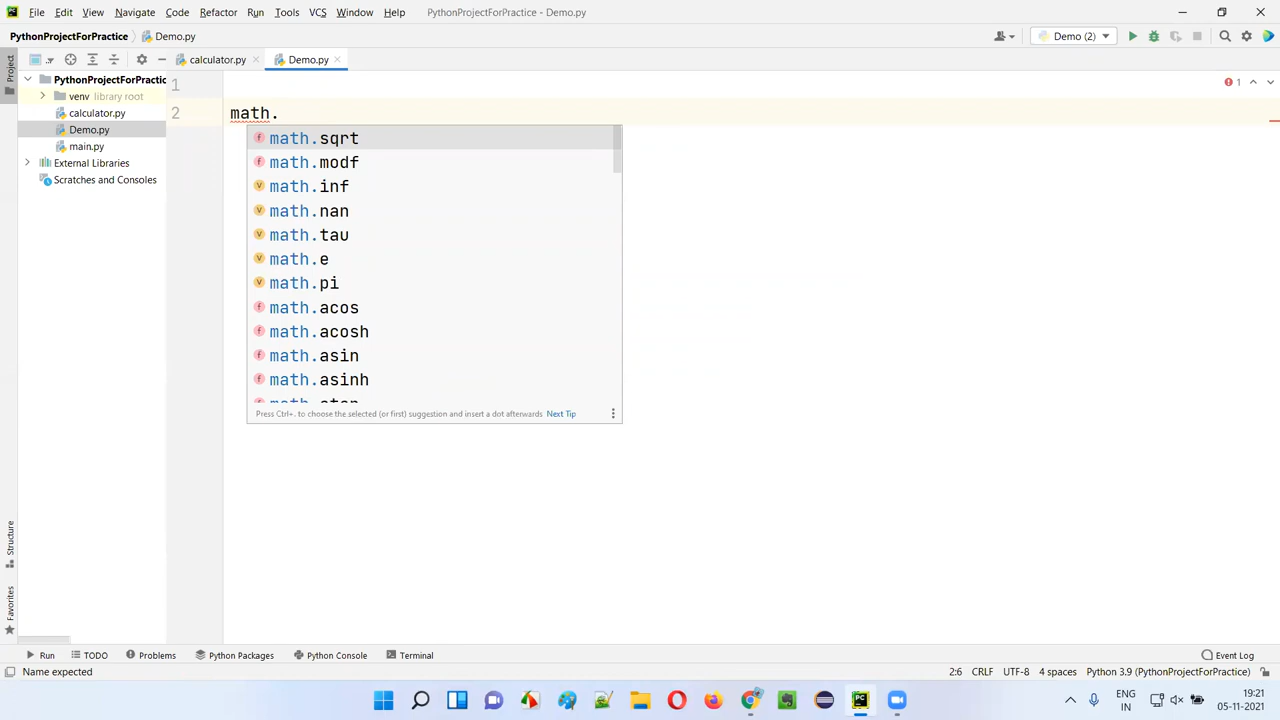 File Edit View Navigate Code Refactor Run Tools VCS Window Help PythonProjectForPractice - Demo.py
PythonProjectForPractice Demo.py Demo (2)
calculator.py Demo.py
Project
PythonProjectForPractic
1
1
venv library root
2
math.
calculator.py
Demo.py
main.py
External Libraries
Scratches and Consoles
math.sqrt
math.modf
math.inf
math.nan
math.tau
math.e
math.pi
math.acos
math.acosh
math.asin
math.asinh
Press Ctrl+. to choose the selected (or first) suggestion and insert a dot afterwards Next Tip
Structure
Favorites
Run TODO Problems Python Packages Python Console Terminal Event Log
Name expected 2:6 CRLF UTF-8 4 spaces Python 3.9 (PythonProjectForPractice)
ENG
IN
19:21
05-11-2021